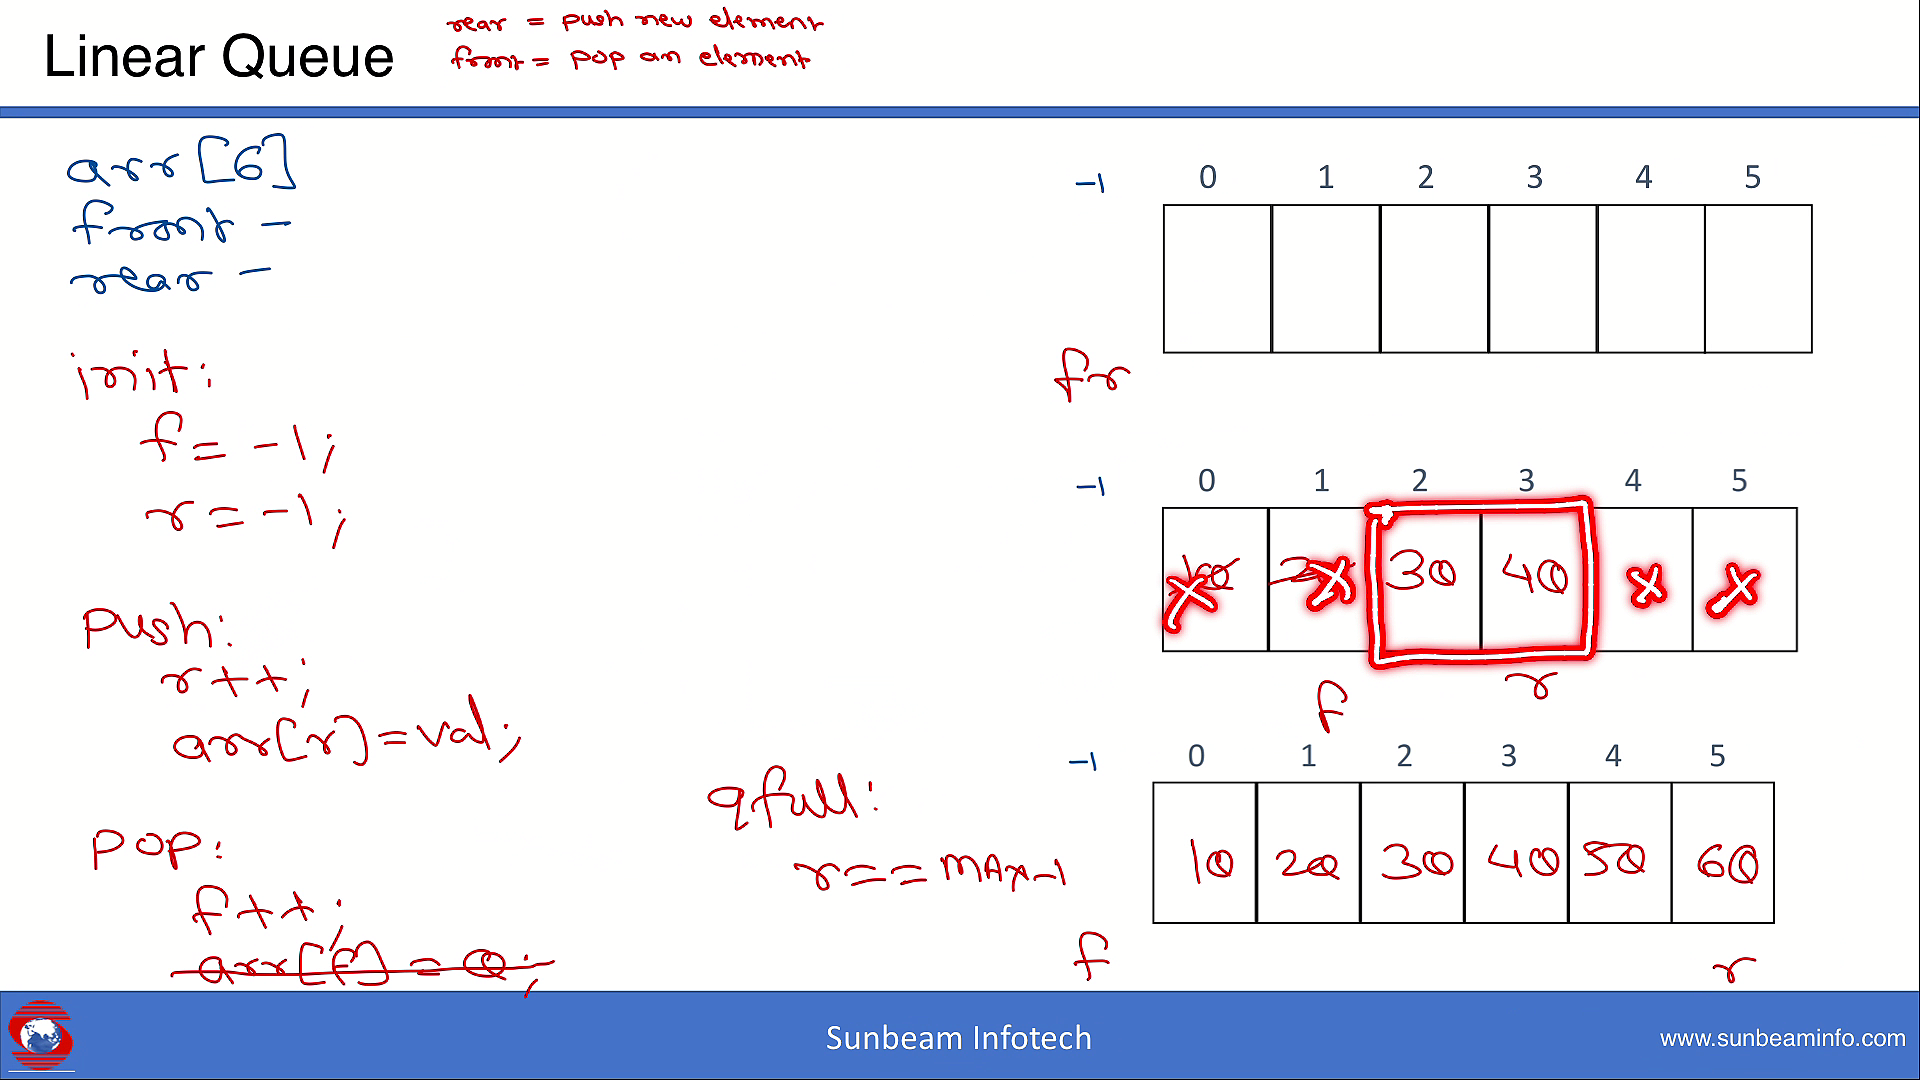 Linear Queue
rear = push new element
front = pop an element
arr[6]
front -
rear -
init:
f = -1;
r = -1;
push:
r++;
arr[r] = val;
pop:
f++;
arr[f] = 0;
qfull:
r == MAX-1
-1 0 1 2 3 4 5
fr
-1 0 1 2 3 4 5
10 30 40 x x
f r
-1 0 1 2 3 4 5
10 20 30 40 50 60
f r
Sunbeam Infotech
www.sunbeaminfo.com